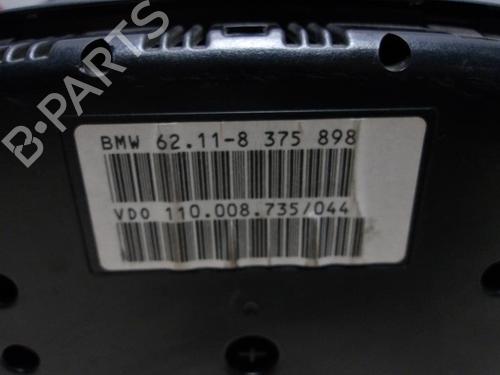 B-PARTS
BMW 62.11-8 375 898
VDO 110.008.735/044